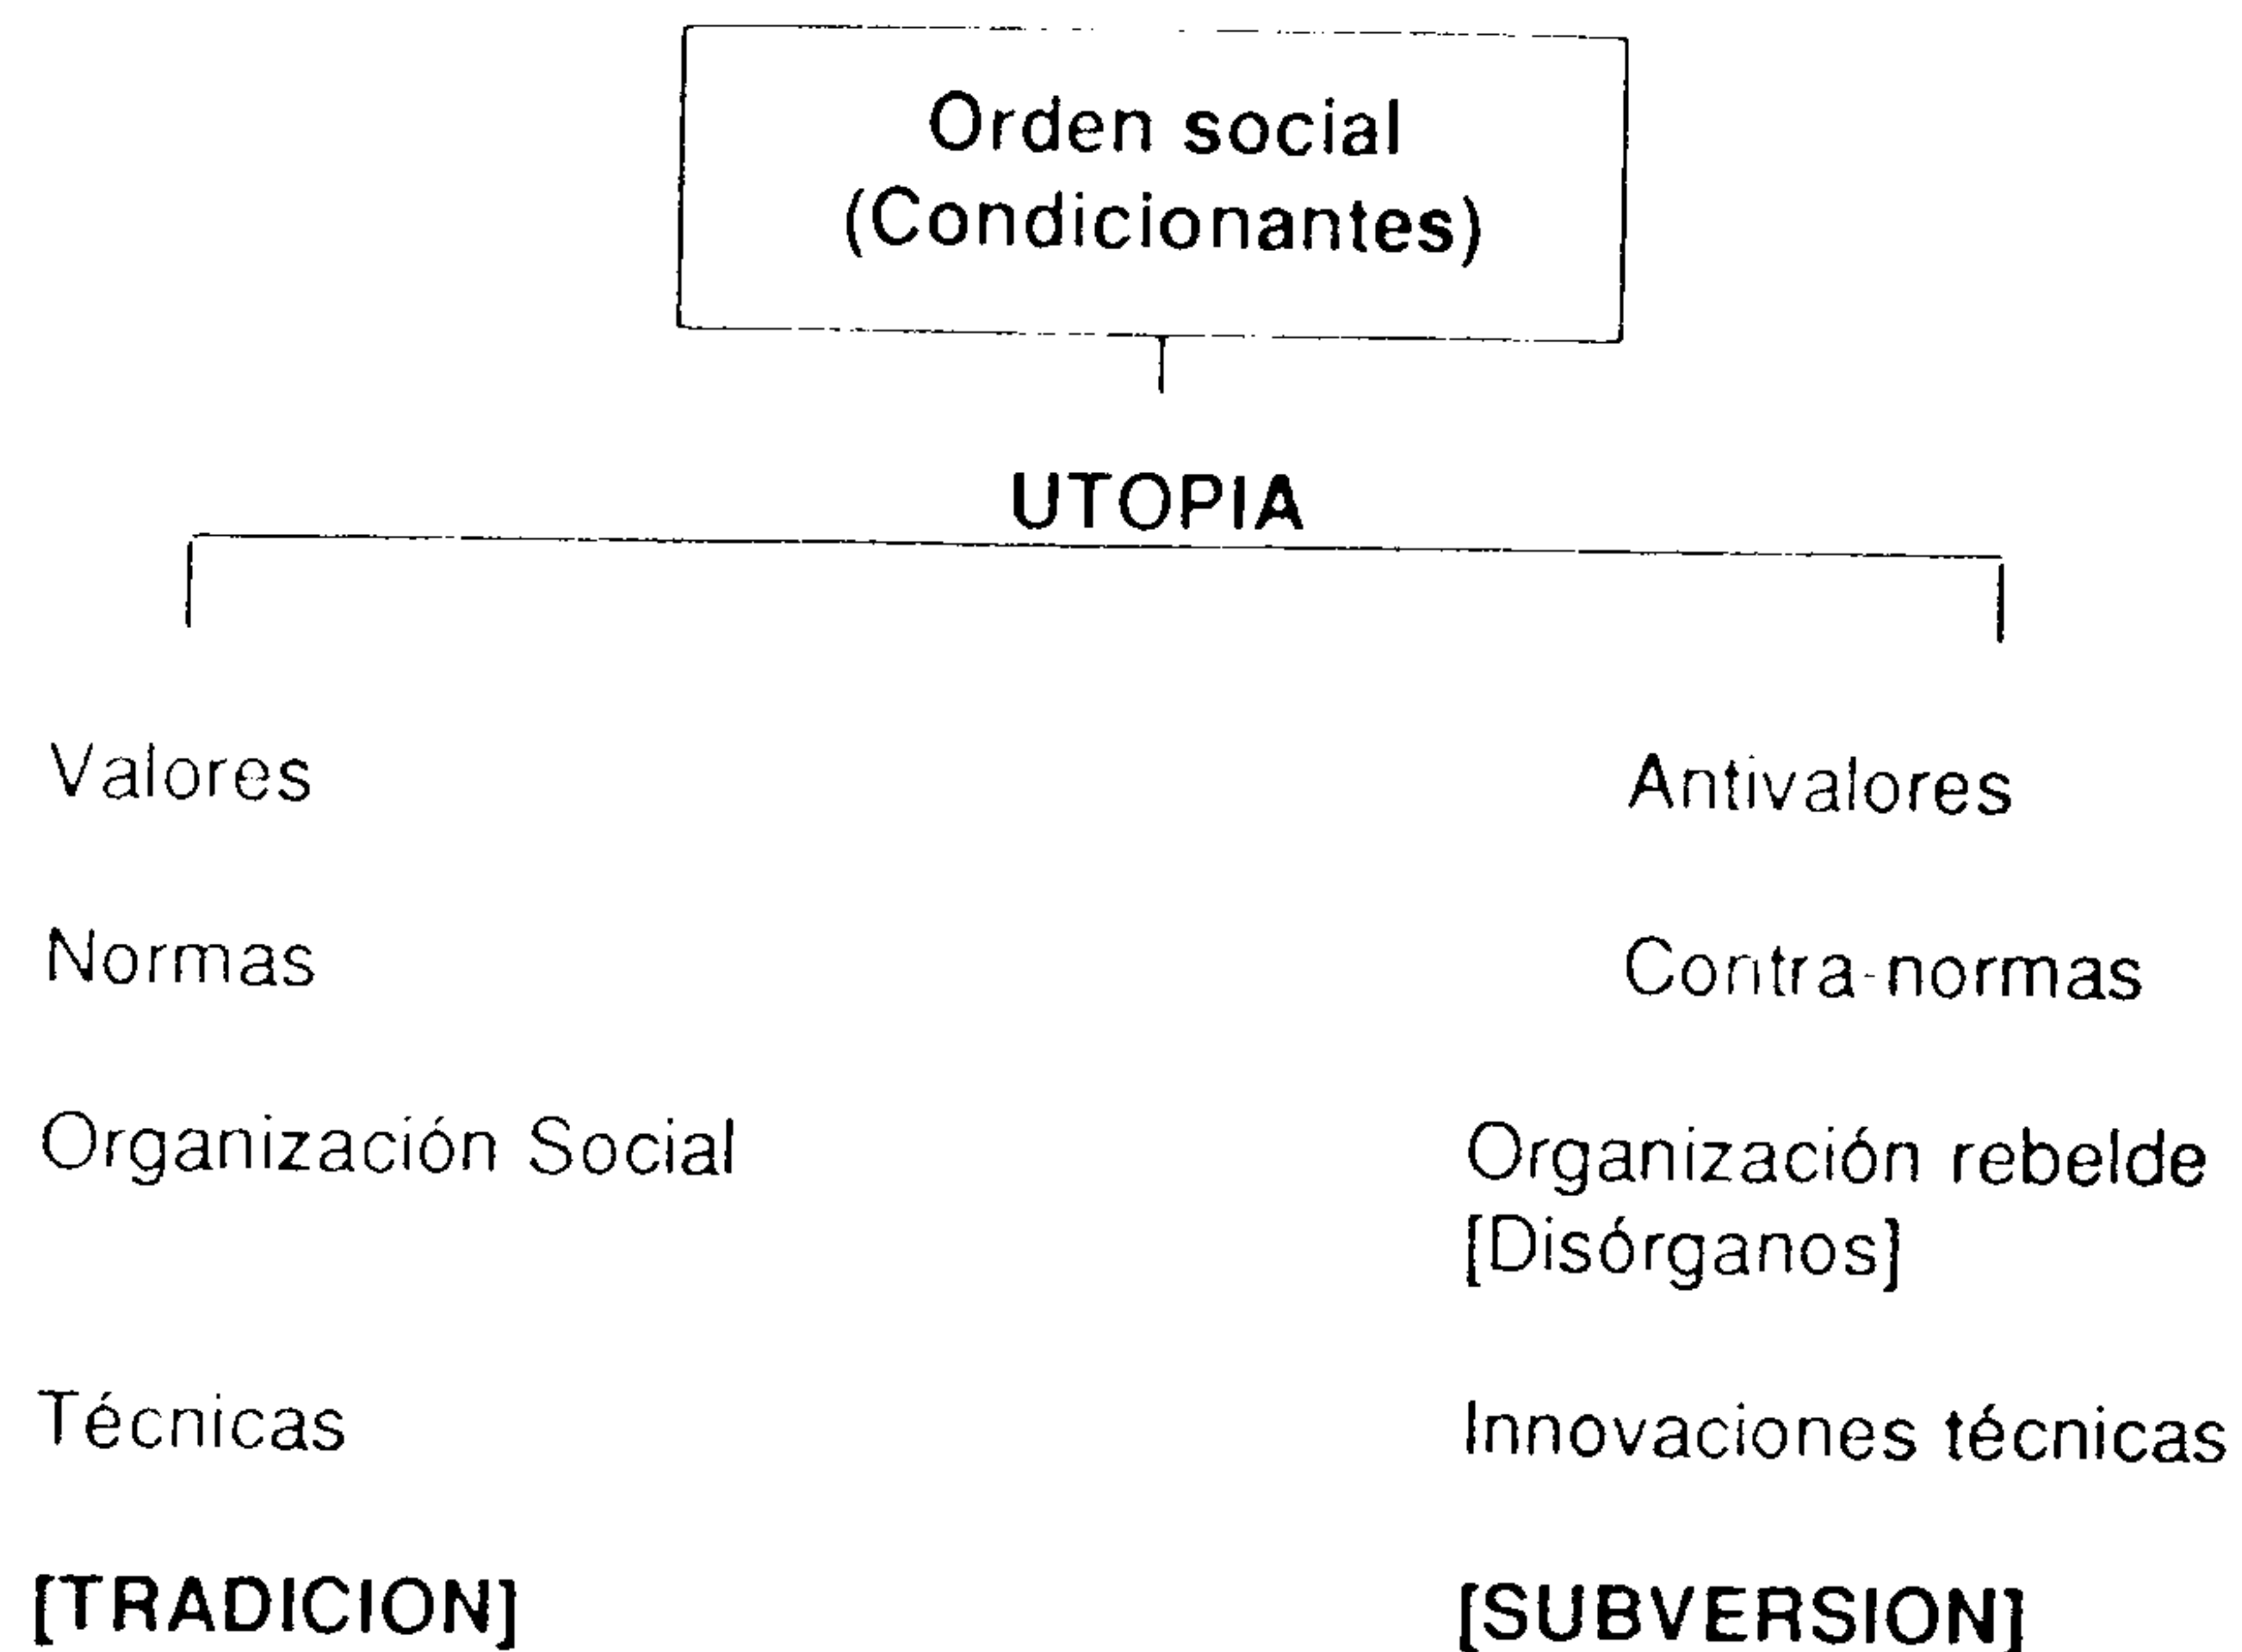 Orden social
(Condicionantes)
UTOPIA
Valores
Antivalores
Normas
Contra-normas
Organización Social
Organización rebelde
[Disórganos]
Técnicas
Innovaciones técnicas
[TRADICION]
[SUBVERSION]